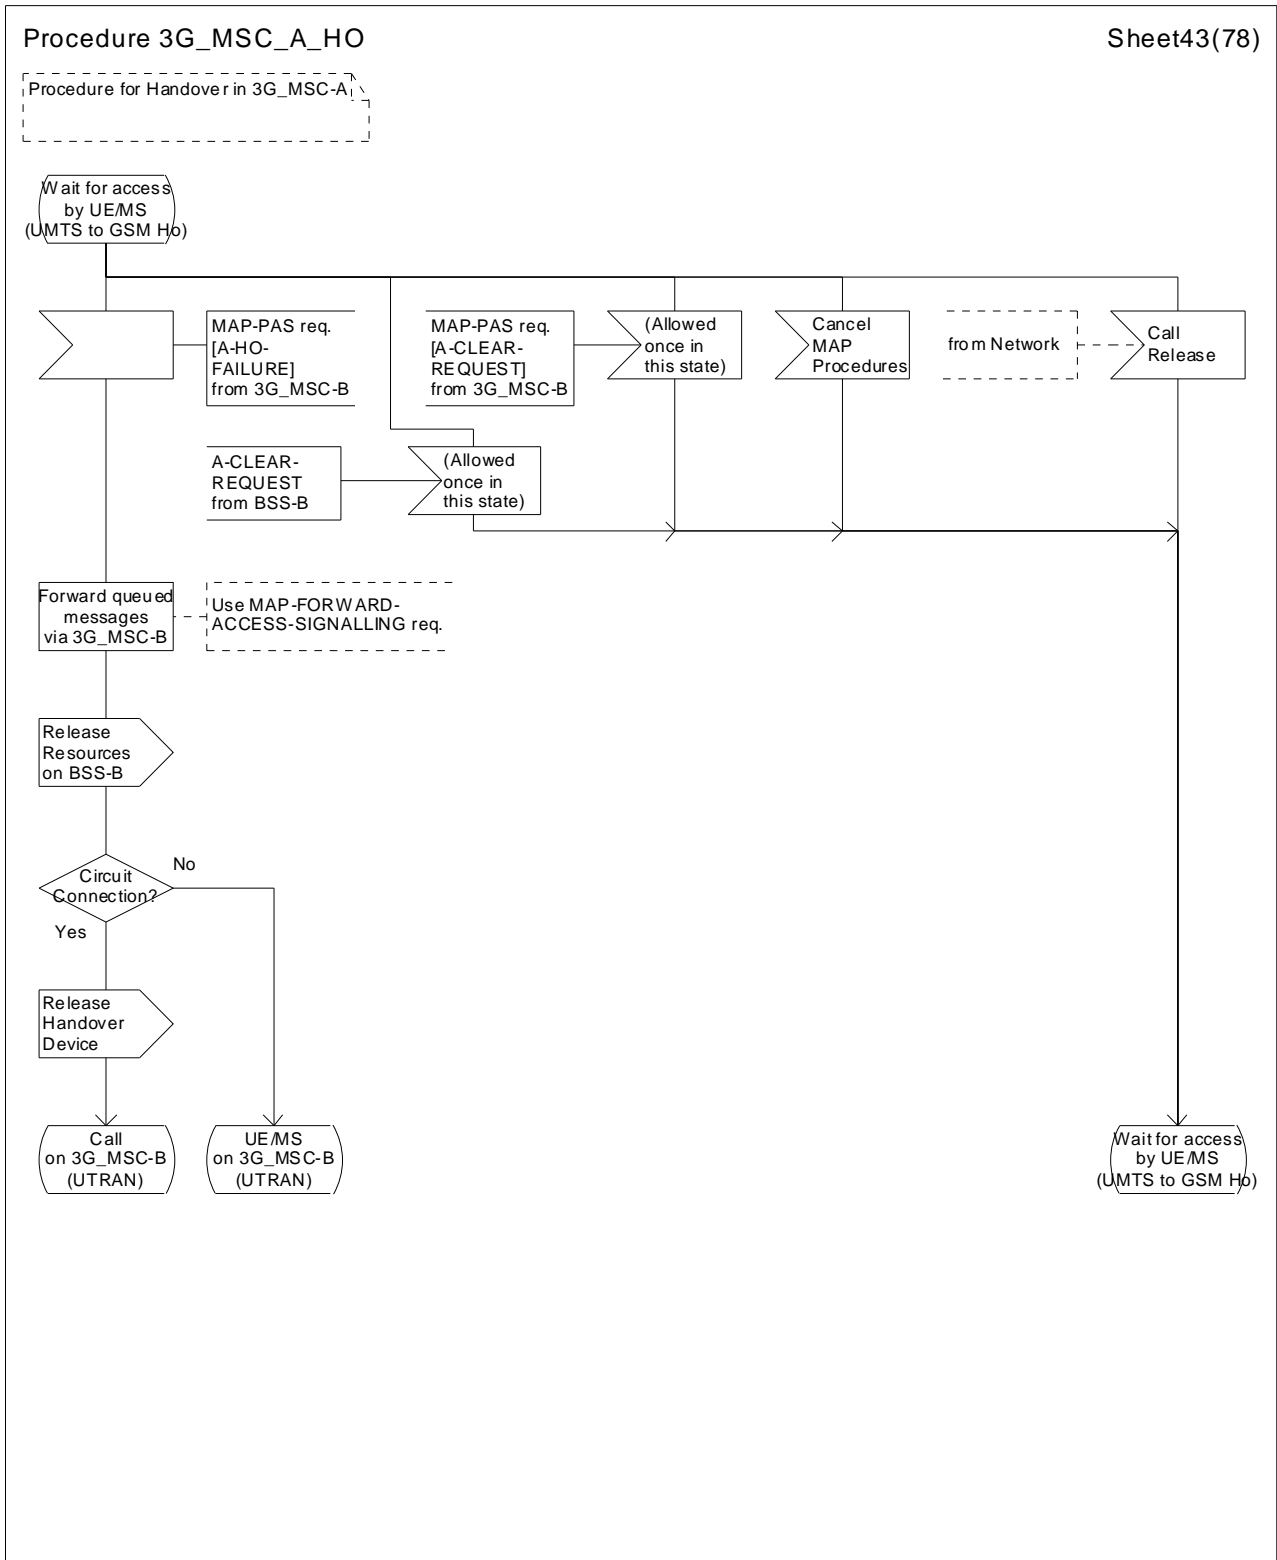 Procedure 3G_MSC_A_HO
Sheet43(78)
Procedure for Handover in 3G_MSC-A
Wait for access
by UE/MS
(UMTS to GSM Ho)
MAP-PAS req.
[A-HO-
FAILURE]
from 3G_MSC-B
MAP-PAS req.
[A-CLEAR-
REQUEST]
from 3G_MSC-B
(Allowed
once in
this state)
Cancel
MAP
Procedures
from Network
Call
Release
A-CLEAR-
REQUEST
from BSS-B
(Allowed
once in
this state)
Forward queued
messages
via 3G_MSC-B
Use MAP-FORWARD-
ACCESS-SIGNALLING req.
Release
Resources
on BSS-B
Circuit
Connection?
No
Yes
Release
Handover
Device
Call
on 3G_MSC-B
(UTRAN)
UE/MS
on 3G_MSC-B
(UTRAN)
Wait for access
by UE/MS
(UMTS to GSM Ho)